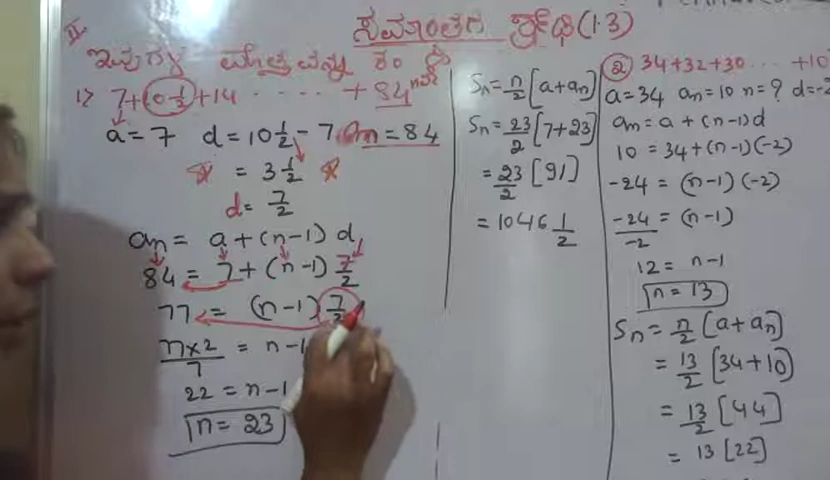 ಸಮಾಂತರ ಶ್ರೇಢಿ (1.3)
II.
1) 7+10-½+14 . . . . . +84
a=7 d=10½-7 an=84
= 3½
d= 7/2
an= a+(n-1) d
84 = 7+(n-1) 7/2
77 = (n-1) 7/2
77×2/7 = n-1
22 = n-1
n= 23
Sn= n/2 [a+an]
Sn= 23/2 [7+23]
= 23/2 [91]
= 1046 1/2
② 34+32+30 . . . . +10
a=34 an=10 n=? d=-2
an= a+(n-1)d
10 = 34+(n-1)(-2)
-24 = (n-1)(-2)
-24/-2 = (n-1)
12 = n-1
n= 13
Sn= n/2 [a+an]
= 13/2 [34+10]
= 13/2 [44]
= 13 [22]